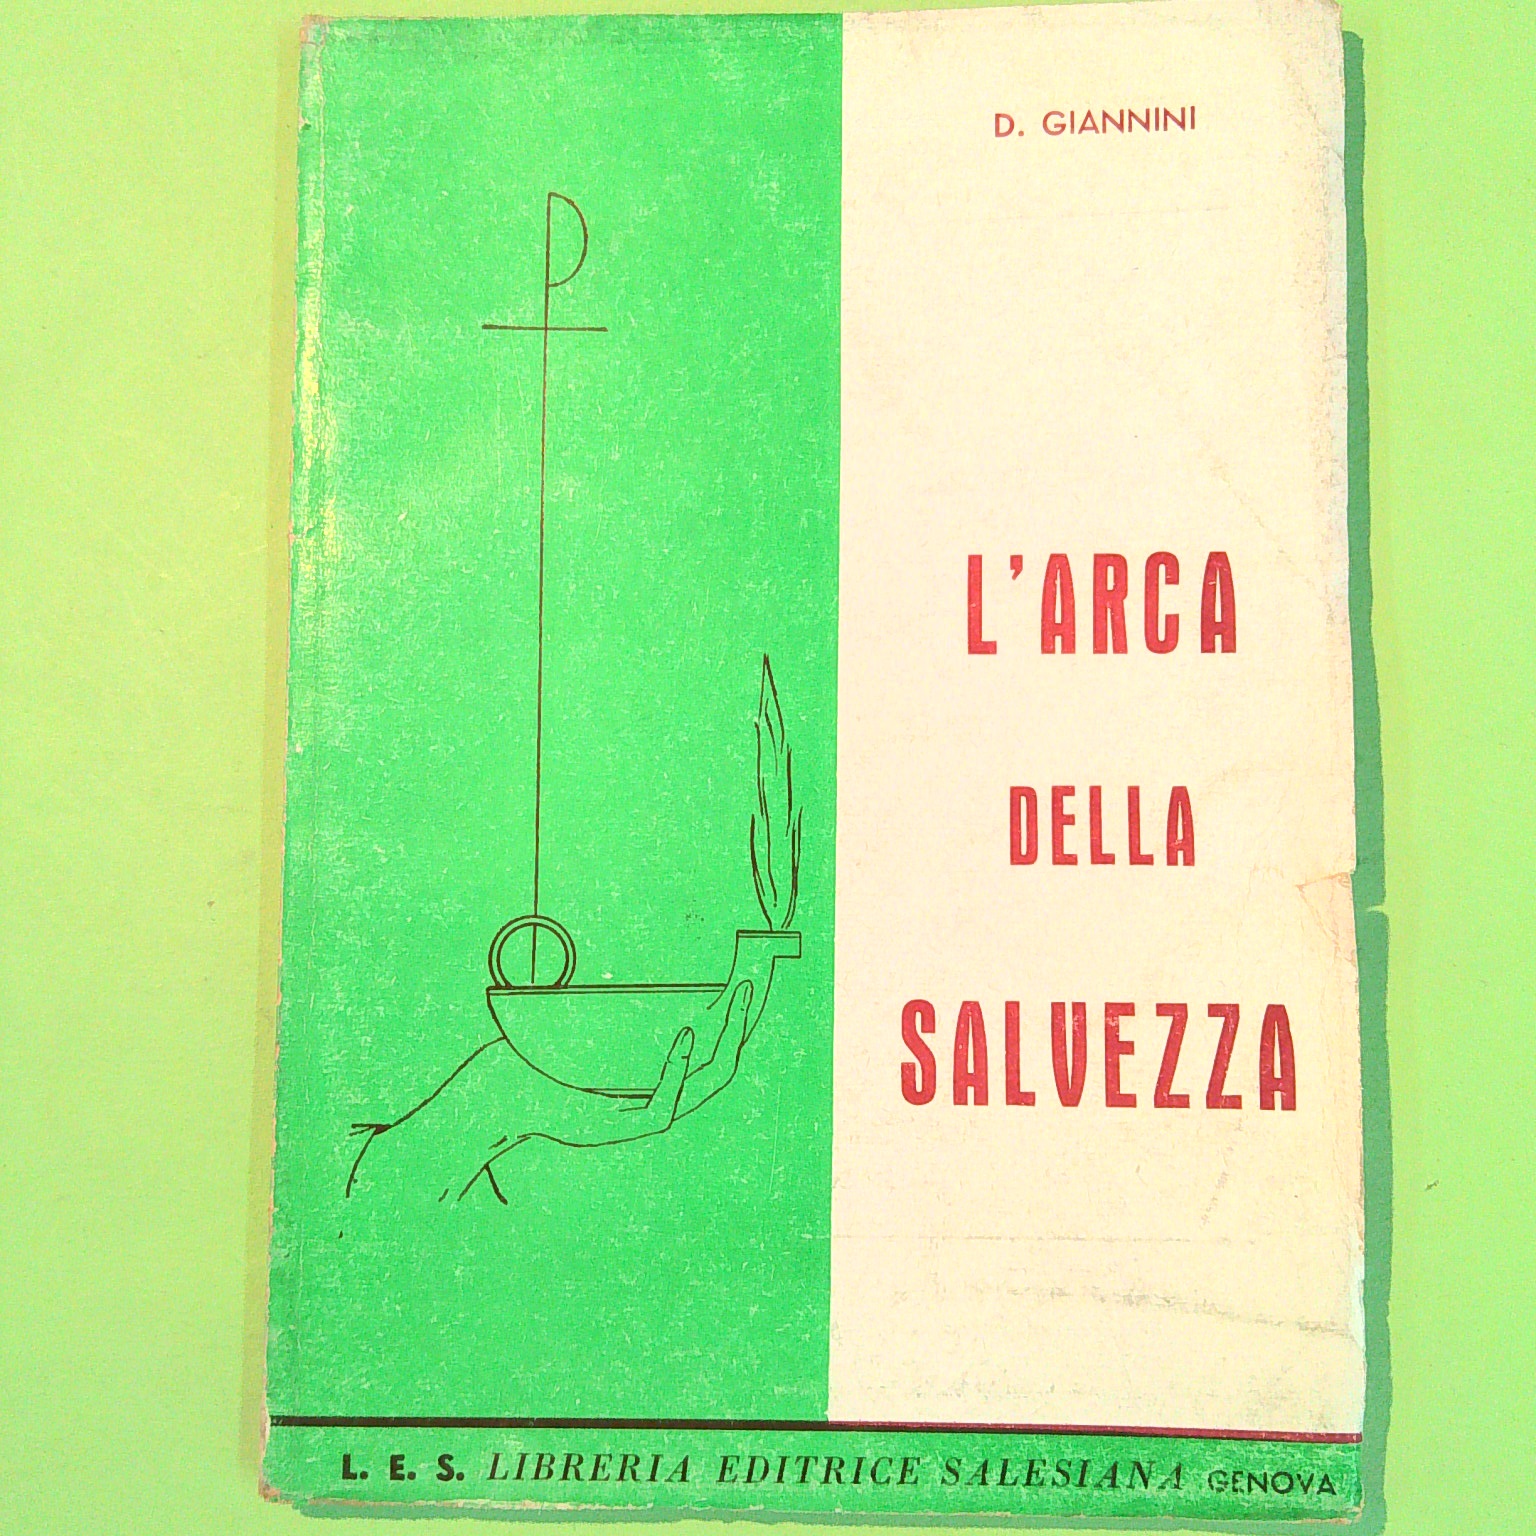 D. GIANNINI
L'ARCA
DELLA
SALVEZZA
L. E. S. LIBRERIA EDITRICE SALESIANA GENOVA